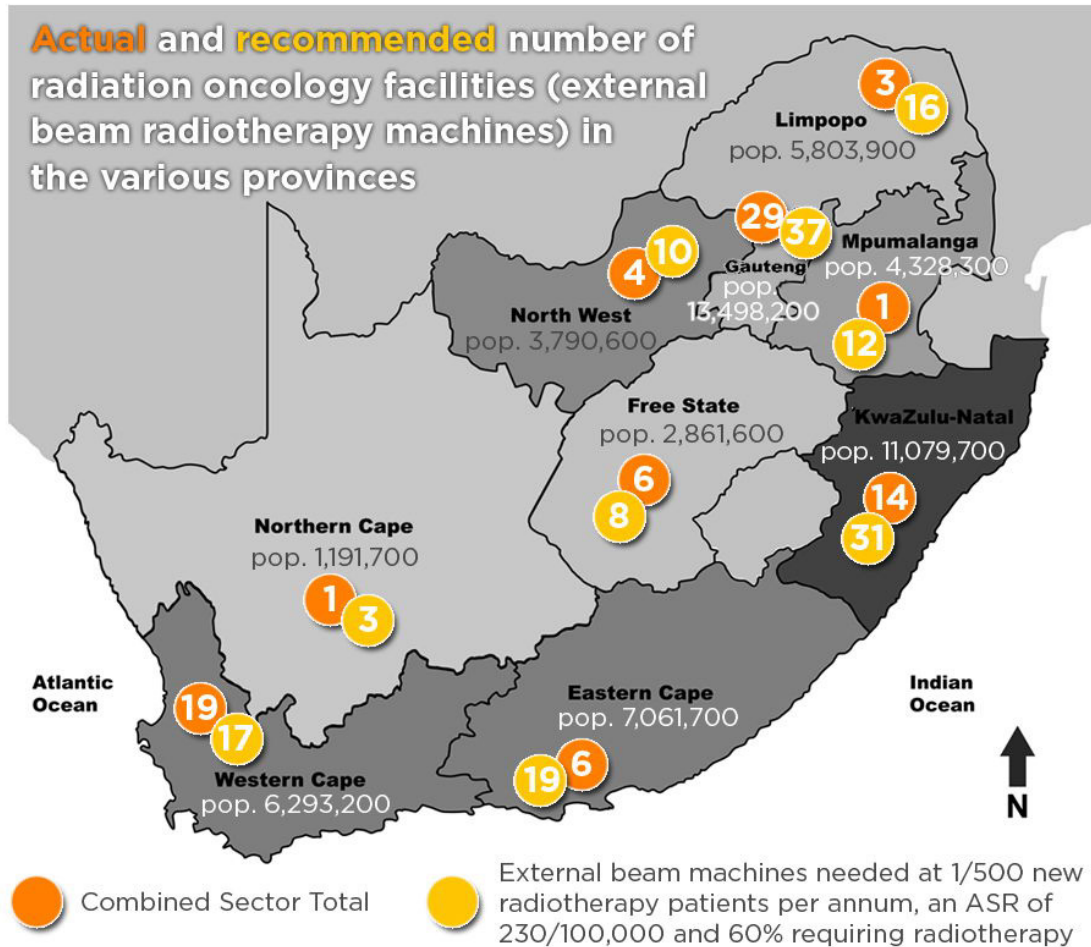 Actual and recommended number of
radiation oncology facilities (external
beam radiotherapy machines) in
the various provinces
3
16
Limpopo
pop. 5,803,900
29
37
Gauteng
pop.
13,498,200
Mpumalanga
pop. 4,328,300
1
12
10
4
North West
pop. 3,790,600
Free State
pop. 2,861,600
6
8
KwaZulu-Natal
pop. 11,079,700
14
31
Northern Cape
pop. 1,191,700
1
3
Atlantic
Ocean
19
17
Western Cape
pop. 6,293,200
Eastern Cape
pop. 7,061,700
19
6
Indian
Ocean
N
Combined Sector Total
External beam machines needed at 1/500 new
radiotherapy patients per annum, an ASR of
230/100,000 and 60% requiring radiotherapy